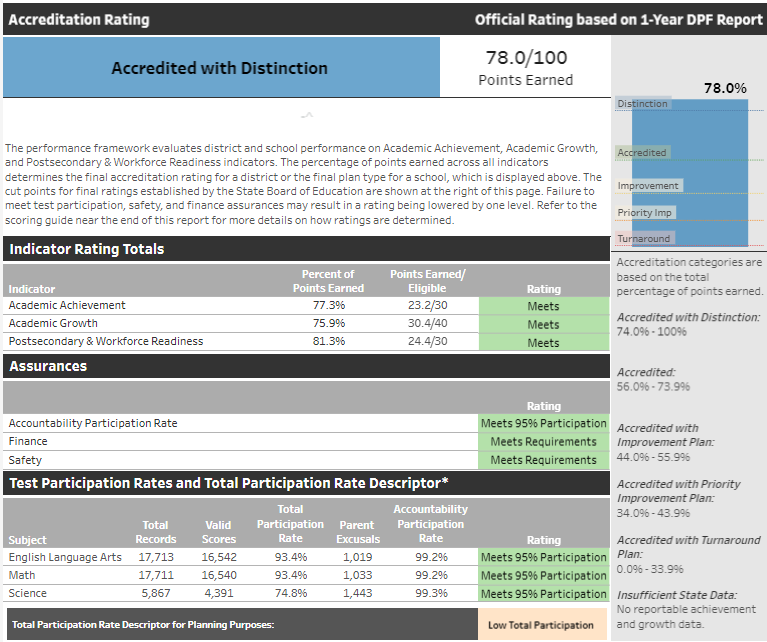 Accreditation Rating
Official Rating based on 1-Year DPF Report
Accredited with Distinction
78.0/100
Points Earned
78.0%
Distinction
Accredited
Improvement
Priority Imp
Turnaround
The performance framework evaluates district and school performance on Academic Achievement, Academic Growth,
and Postsecondary & Workforce Readiness indicators. The percentage of points earned across all indicators
determines the final accreditation rating for a district or the final plan type for a school, which is displayed above. The
cut points for final ratings established by the State Board of Education are shown at the right of this page. Failure to
meet test participation, safety, and finance assurances may result in a rating being lowered by one level. Refer to the
scoring guide near the end of this report for more details on how ratings are determined.
Indicator Rating Totals
Indicator Percent of Points Earned Points Earned/ Eligible Rating
Academic Achievement 77.3% 23.2/30 Meets
Academic Growth 75.9% 30.4/40 Meets
Postsecondary & Workforce Readiness 81.3% 24.4/30 Meets
Assurances
Rating
Accountability Participation Rate Meets 95% Participation
Finance Meets Requirements
Safety Meets Requirements
Test Participation Rates and Total Participation Rate Descriptor*
Subject Total Records Valid Scores Total Participation Rate Parent Excusals Accountability Participation Rate Rating
English Language Arts 17,713 16,542 93.4% 1,019 99.2% Meets 95% Participation
Math 17,711 16,540 93.4% 1,033 99.2% Meets 95% Participation
Science 5,867 4,391 74.8% 1,443 99.3% Meets 95% Participation
Total Participation Rate Descriptor for Planning Purposes: Low Total Participation
Accreditation categories are
based on the total
percentage of points earned.
Accredited with Distinction:
74.0% - 100%
Accredited:
56.0% - 73.9%
Accredited with
Improvement Plan:
44.0% - 55.9%
Accredited with Priority
Improvement Plan:
34.0% - 43.9%
Accredited with Turnaround
Plan:
0.0% - 33.9%
Insufficient State Data:
No reportable achievement
and growth data.